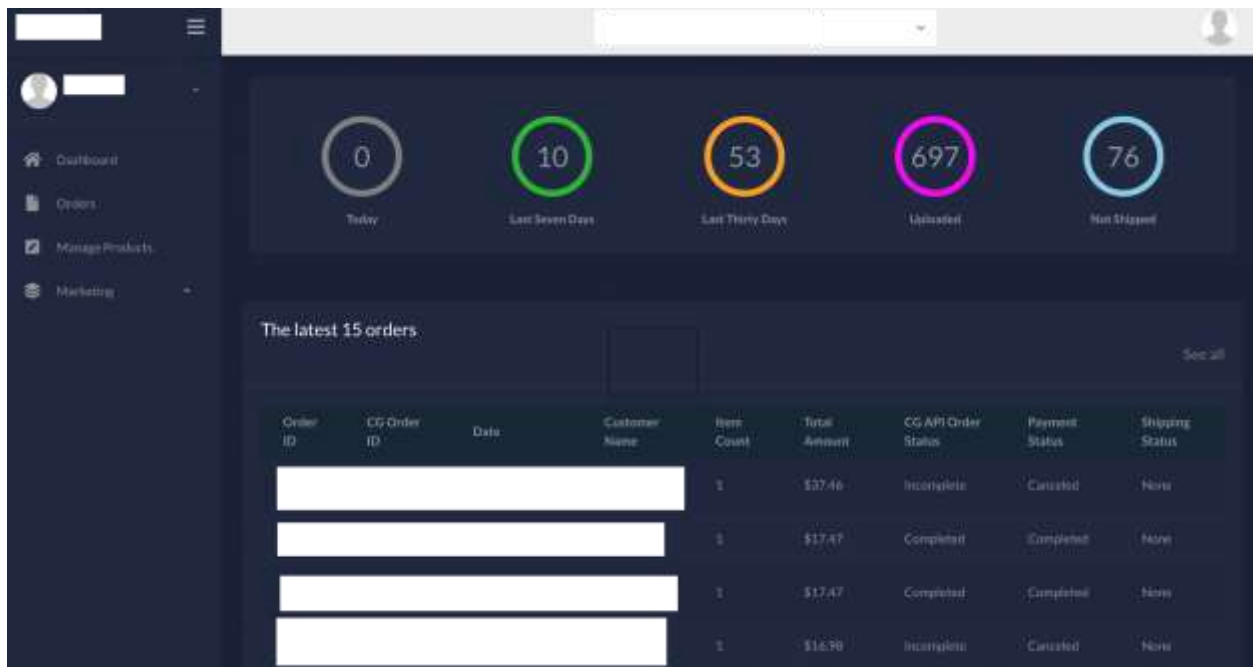 Dashboard
Orders
Manage Products
Marketing
0
10
53
697
76
Today
Last Seven Days
Last Thirty Days
Uploaded
Not Shipped
The latest 15 orders
See all
Order ID
CG Order ID
Date
Customer Name
Item Count
Total Amount
CG API Order Status
Payment Status
Shipping Status
1 $37.46 Incomplete Canceled None
1 $17.47 Completed Completed None
1 $17.47 Completed Completed None
1 $16.98 Incomplete Canceled None